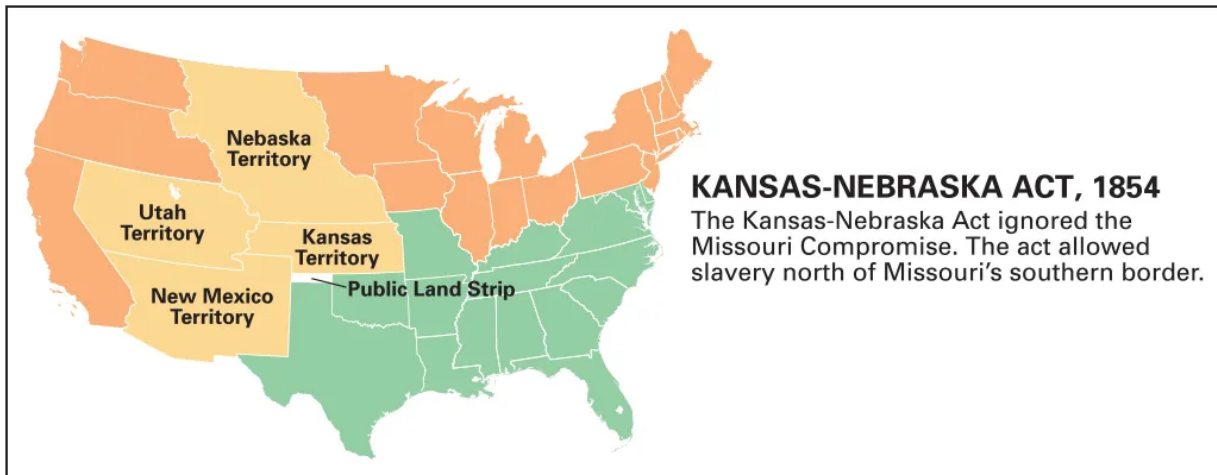 Nebaska
Territory
Utah
Territory
Kansas
Territory
New Mexico
Territory
Public Land Strip
KANSAS-NEBRASKA ACT, 1854
The Kansas-Nebraska Act ignored the
Missouri Compromise. The act allowed
slavery north of Missouri's southern border.